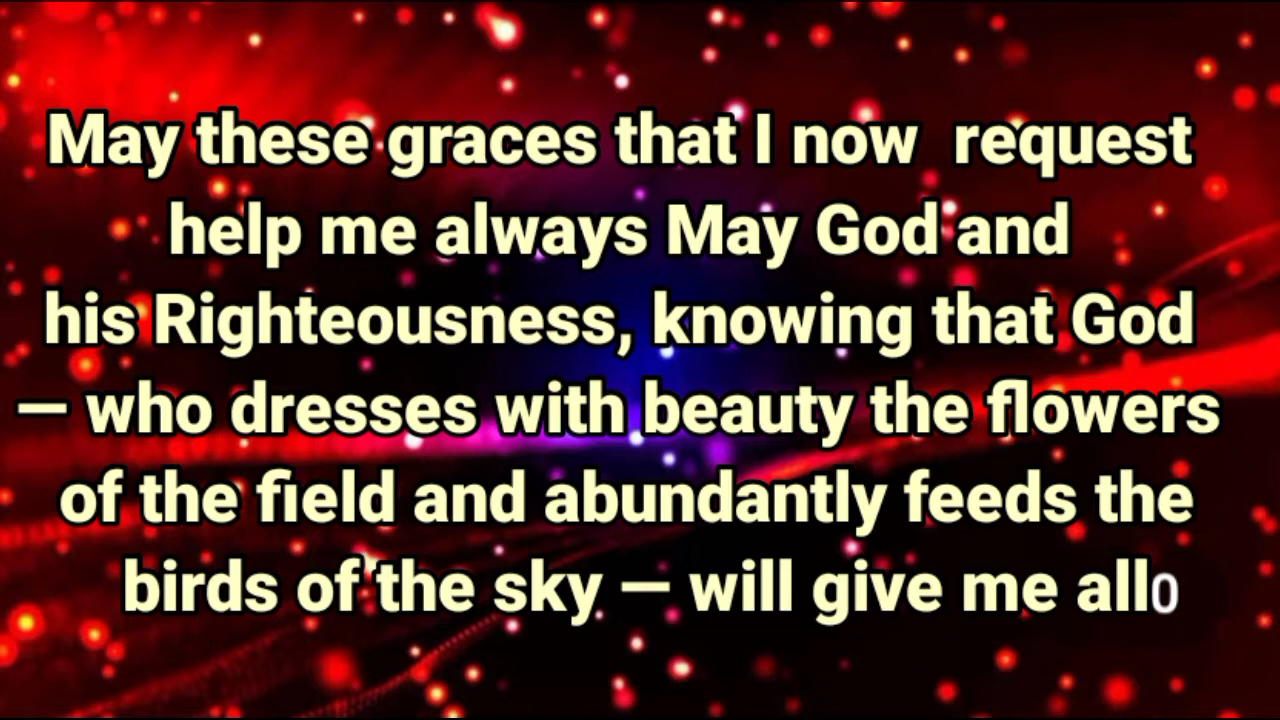 May these graces that I now  request
help me always May God and
his Righteousness, knowing that God
— who dresses with beauty the flowers
of the field and abundantly feeds the
birds of the sky — will give me allo